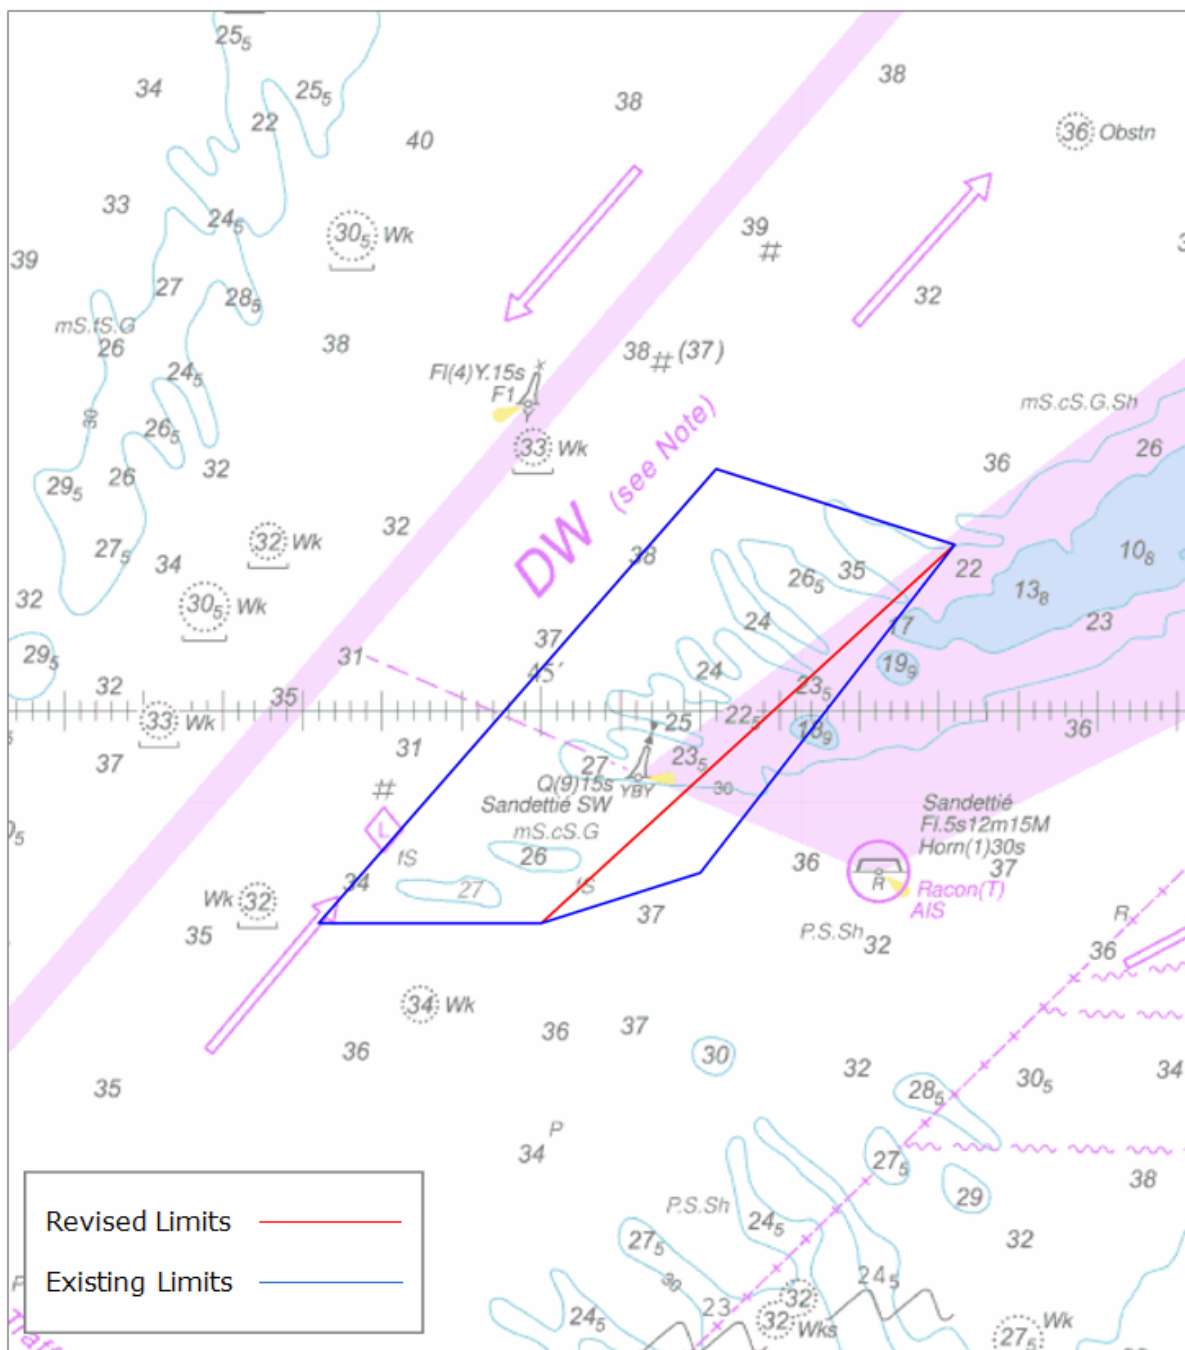 25₅
34
25₅
38
38
22
40
36 Obstn
33
24₅
30₅ Wk
39
39
#
27
28₅
32
mS.fS.G
26
38
38 # (37)
24₅
Fl(4)Y.15s
F1
Y
mS.cS.G.Sh
30
26₅
33 Wk
DW (see Note)
26
36
29₅
26
32
32
27₅
34
32 Wk
38
26₅
35
22
10₈
13₈
32
30₅ Wk
24
17
23
37
31
45′
29₅
32
35
24
19₉
23₅
33 Wk
25
22₅
18₉
36
37
31
27
23₅
#
Q(9)15s
YBY
30
Sandettié SW
mS.cS.G
L
fS
26
Sandettié
Fl.5s12m15M
Horn(1)30s
36
37
34
27
fS
R
Racon(T)
AIS
Wk 32
35
37
P.S.Sh
32
R
36
34 Wk
36
37
36
30
32
30₅
34
35
28₅
P
34
27₅
29
38
P.S.Sh
24₅
27₅
32
30
24₅
24₅
23
32
32 Wks
27₅
Wk
Revised Limits
Existing Limits